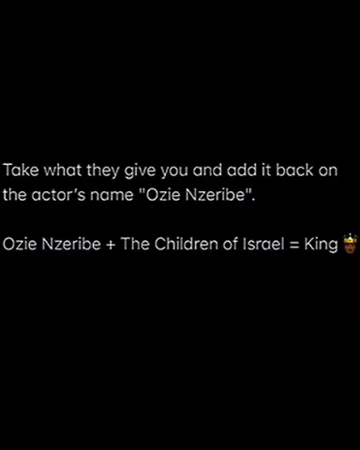 Take what they give you and add it back on
the actor's name "Ozie Nzeribe".
Ozie Nzeribe + The Children of Israel = King 🤴🏾